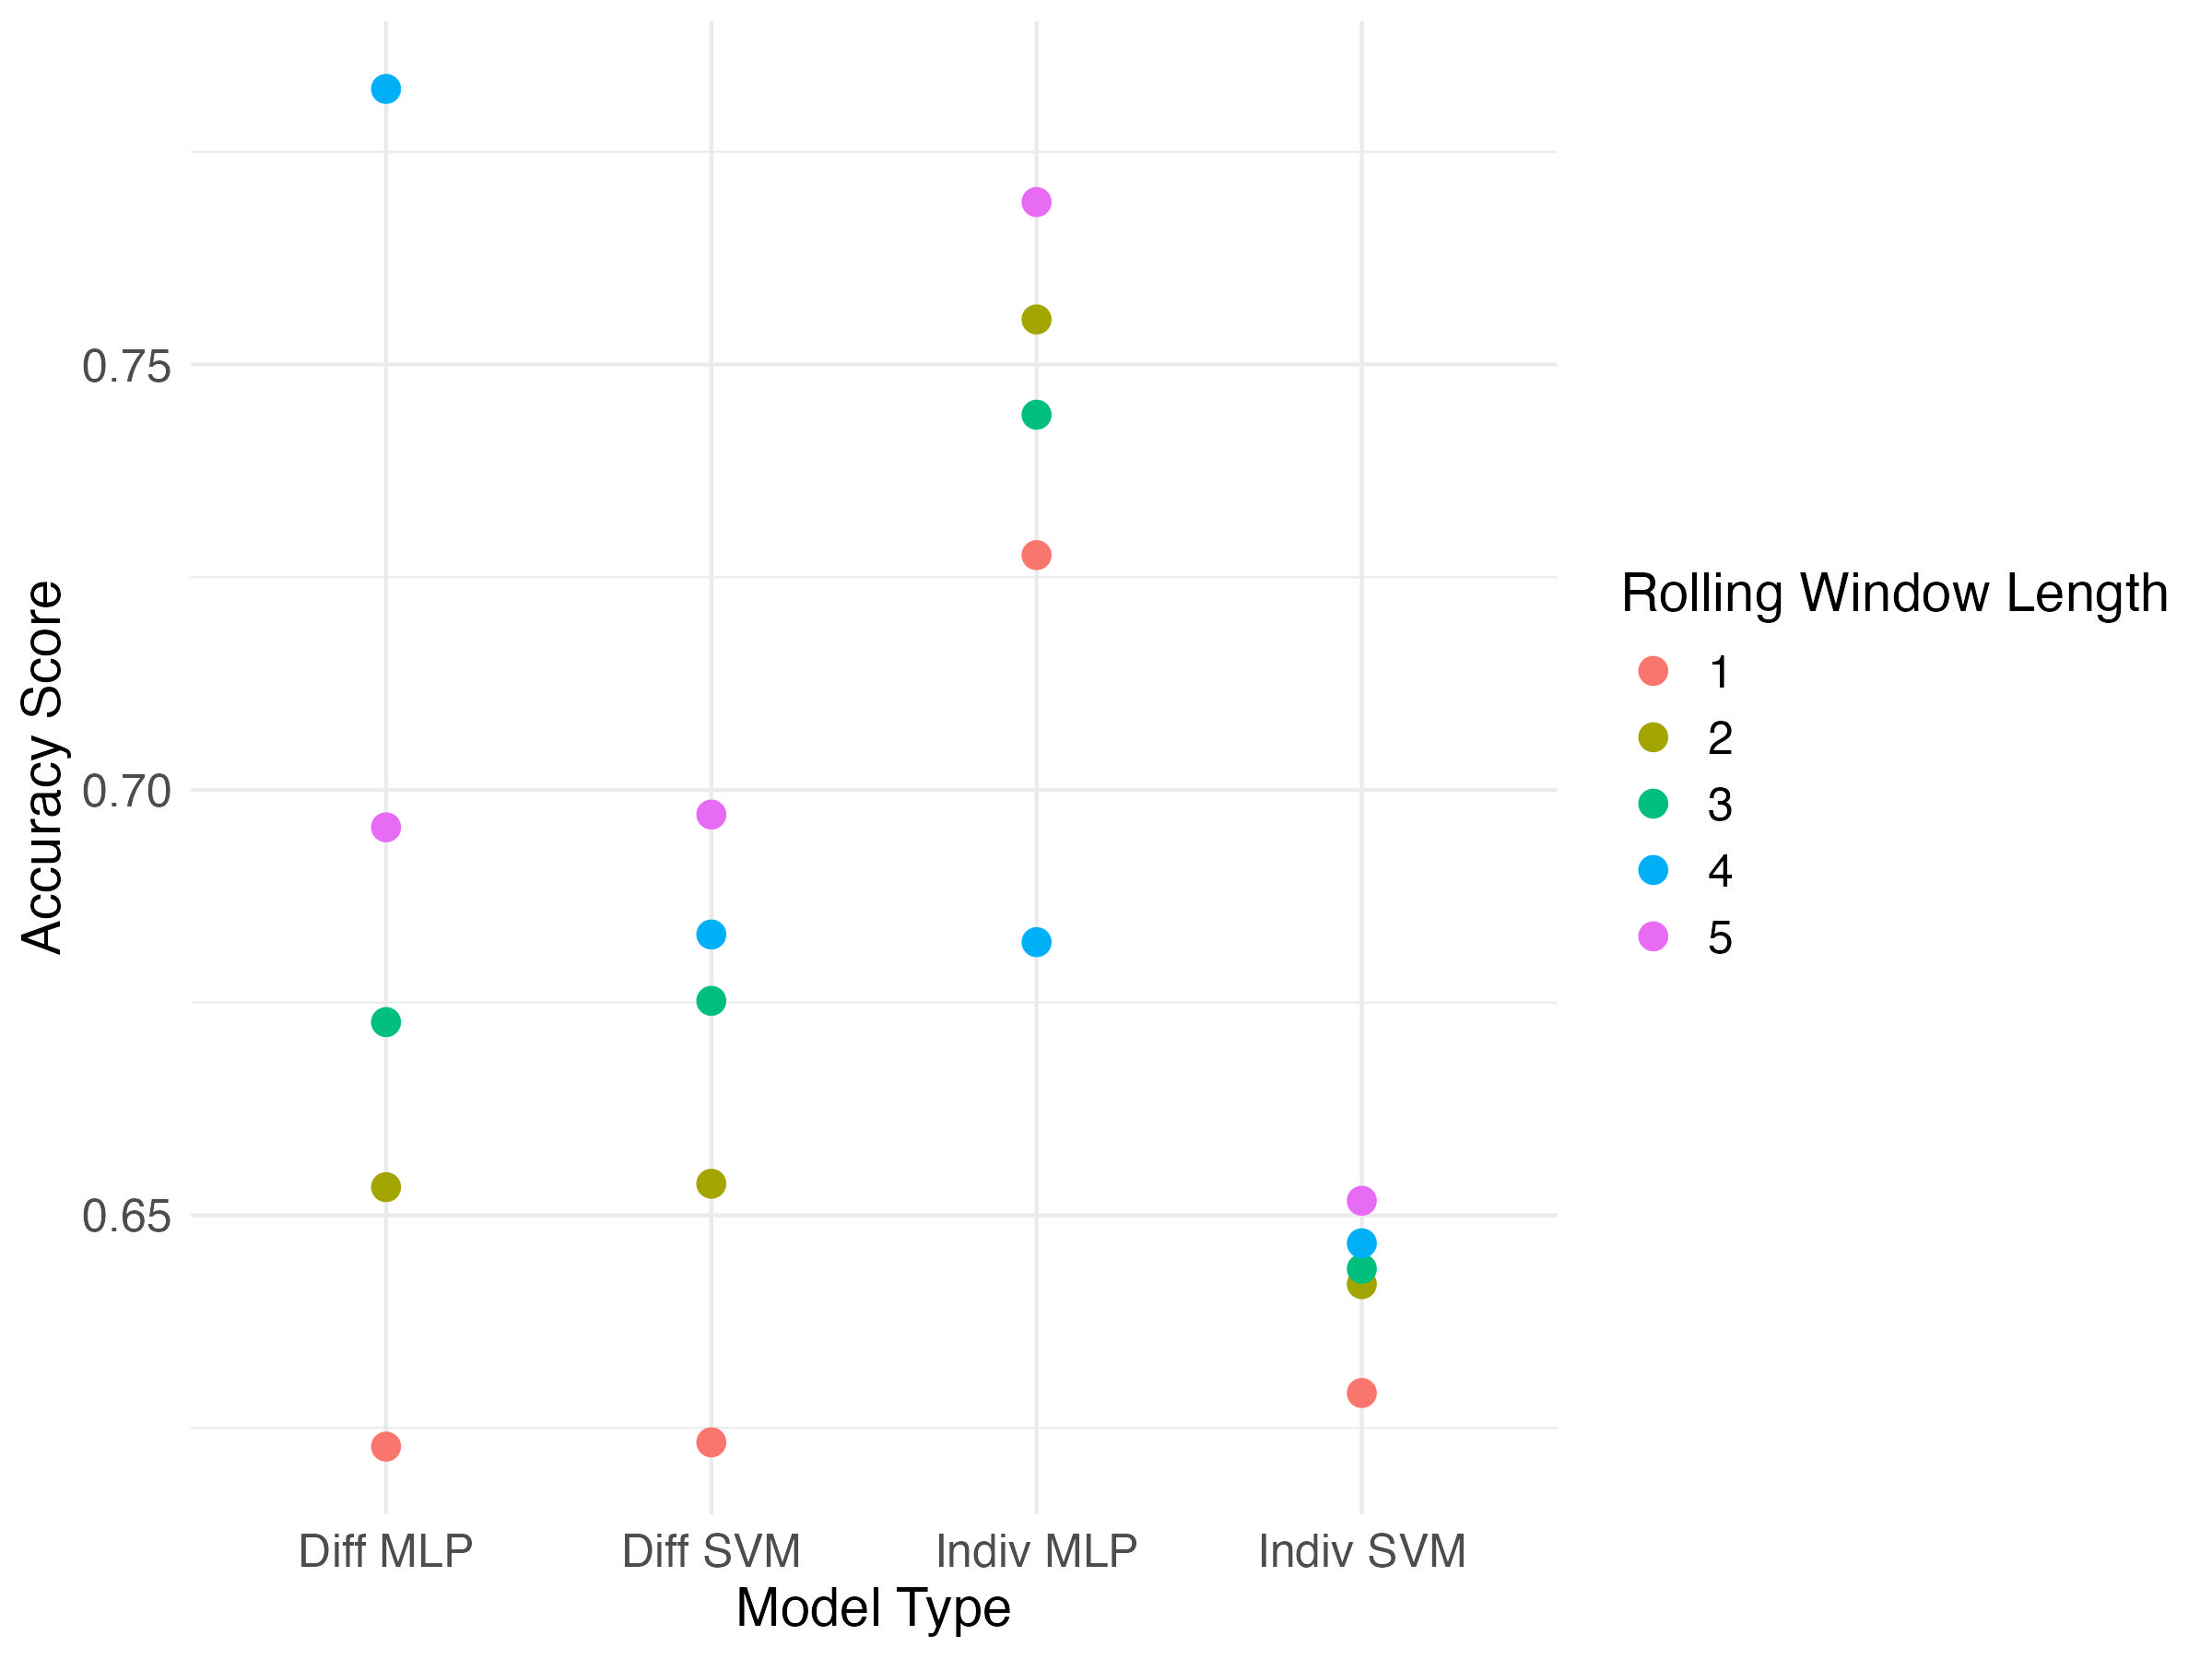 Accuracy Score
0.75
0.70
0.65
Diff MLP
Diff SVM
Indiv MLP
Indiv SVM
Model Type
Rolling Window Length
1
2
3
4
5